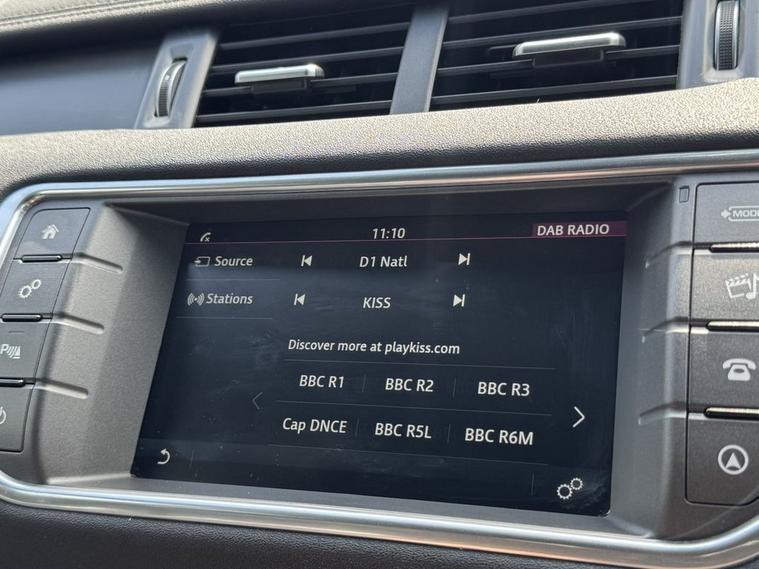 11:10 DAB RADIO
Source D1 Natl
MODE
Stations KISS
Discover more at playkiss.com
BBC R1 BBC R2 BBC R3
P
Cap DNCE BBC R5L BBC R6M